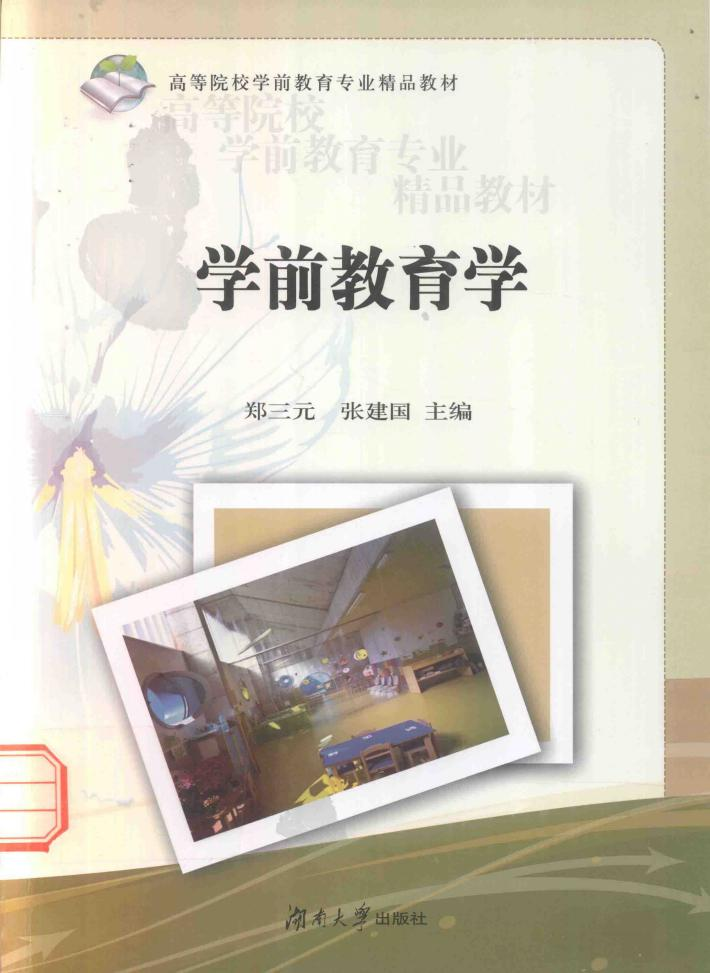 高等院校学前教育专业精品教材
高等院校
学前教育专业
精品教材
学前教育学
郑三元 张建国 主编
湖南大学出版社